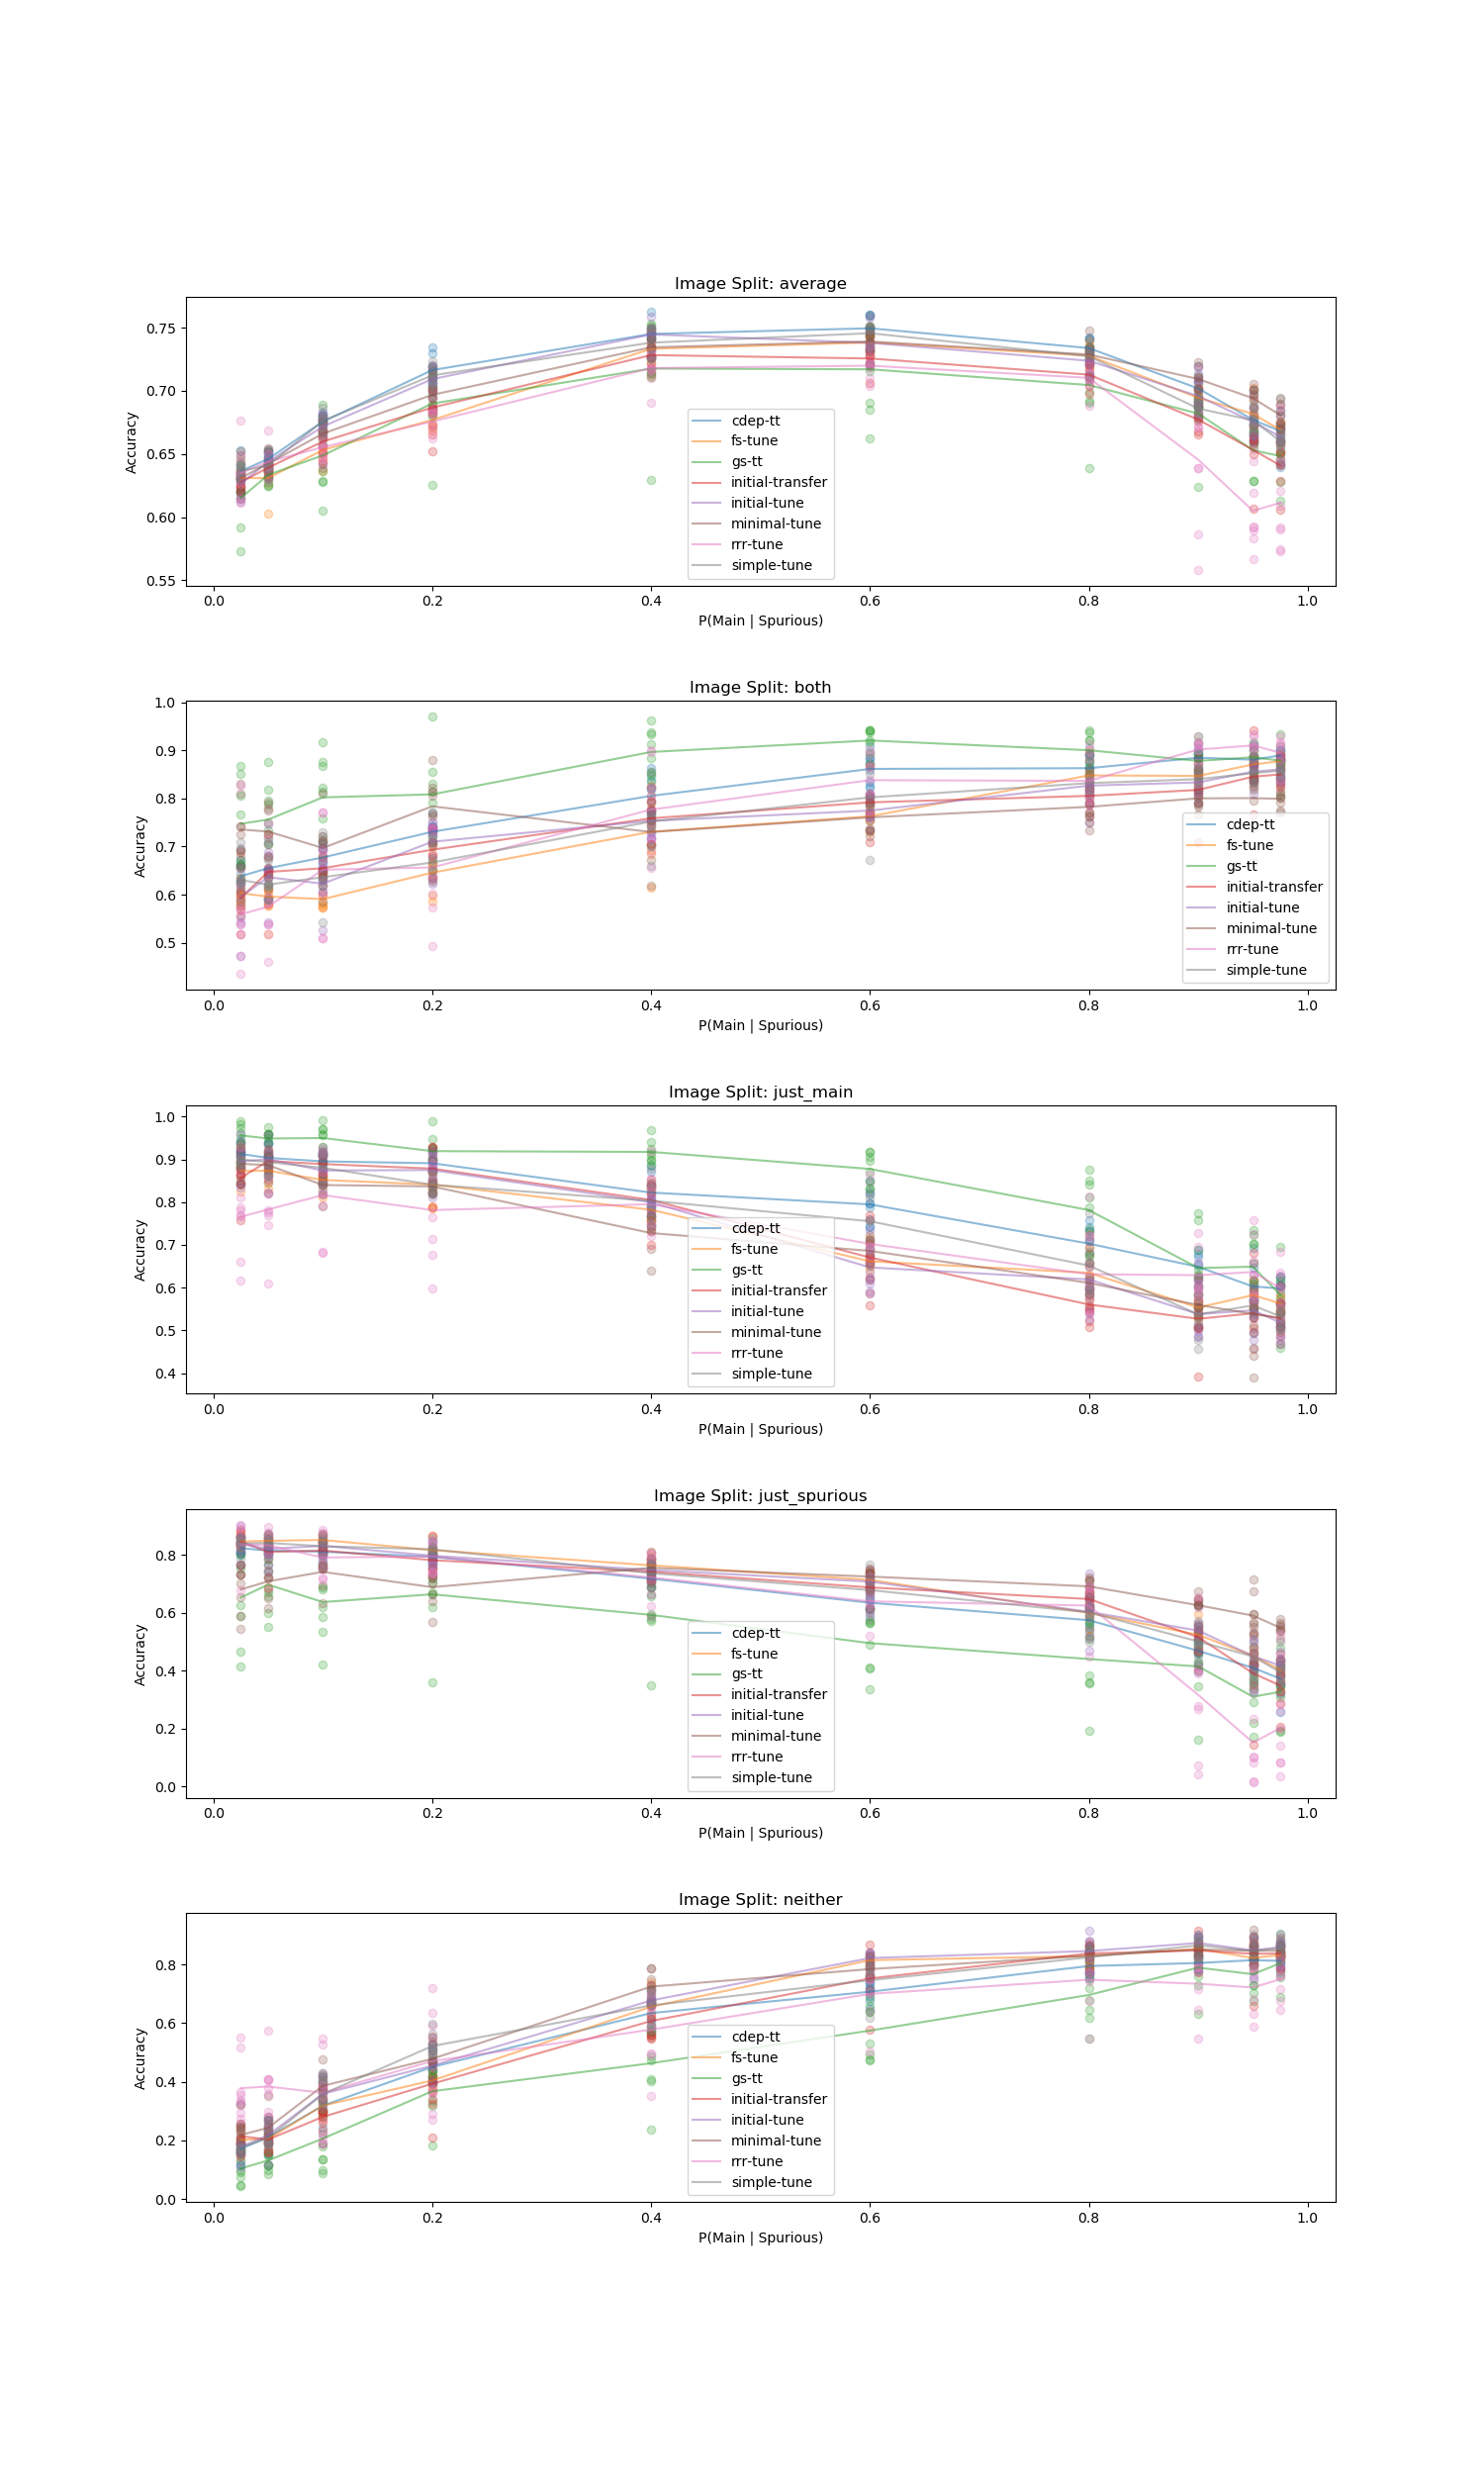 Image Split: average
Accuracy
0.75
0.70
0.65
0.60
0.55
cdep-tt
fs-tune
gs-tt
initial-transfer
initial-tune
minimal-tune
rrr-tune
simple-tune
0.0 0.2 0.4 0.6 0.8 1.0
P(Main | Spurious)
Image Split: both
Accuracy
1.0
0.9
0.8
0.7
0.6
0.5
cdep-tt
fs-tune
gs-tt
initial-transfer
initial-tune
minimal-tune
rrr-tune
simple-tune
0.0 0.2 0.4 0.6 0.8 1.0
P(Main | Spurious)
Image Split: just_main
Accuracy
1.0
0.9
0.8
0.7
0.6
0.5
0.4
cdep-tt
fs-tune
gs-tt
initial-transfer
initial-tune
minimal-tune
rrr-tune
simple-tune
0.0 0.2 0.4 0.6 0.8 1.0
P(Main | Spurious)
Image Split: just_spurious
Accuracy
0.8
0.6
0.4
0.2
0.0
cdep-tt
fs-tune
gs-tt
initial-transfer
initial-tune
minimal-tune
rrr-tune
simple-tune
0.0 0.2 0.4 0.6 0.8 1.0
P(Main | Spurious)
Image Split: neither
Accuracy
0.8
0.6
0.4
0.2
0.0
cdep-tt
fs-tune
gs-tt
initial-transfer
initial-tune
minimal-tune
rrr-tune
simple-tune
0.0 0.2 0.4 0.6 0.8 1.0
P(Main | Spurious)